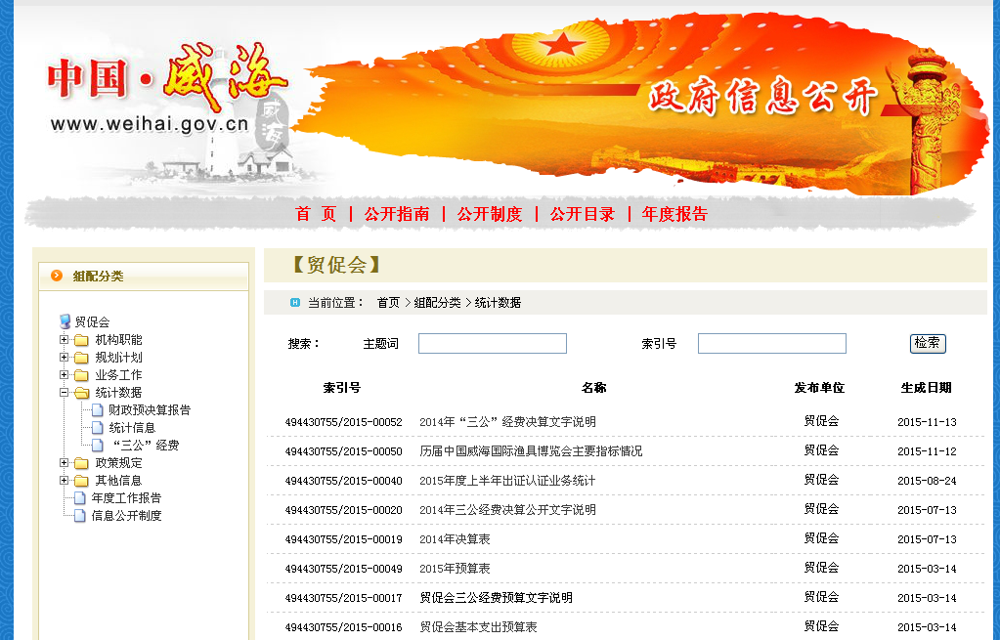 中国·威海
威海
www.weihai.gov.cn
政府信息公开
首 页 | 公开指南 | 公开制度 | 公开目录 | 年度报告
组配分类
贸促会
机构职能
规划计划
业务工作
统计数据
财政预决算报告
统计信息
“三公”经费
政策规定
其他信息
年度工作报告
信息公开制度
【贸促会】
H 当前位置： 首页 > 组配分类 > 统计数据
搜索： 主题词 索引号 检索
索引号 名称 发布单位 生成日期
494430755/2015-00052 2014年“三公”经费决算文字说明 贸促会 2015-11-13
494430755/2015-00050 历届中国威海国际渔具博览会主要指标情况 贸促会 2015-11-12
494430755/2015-00040 2015年度上半年出证认证业务统计 贸促会 2015-08-24
494430755/2015-00020 2014年三公经费决算公开文字说明 贸促会 2015-07-13
494430755/2015-00019 2014年决算表 贸促会 2015-07-13
494430755/2015-00049 2015年预算表 贸促会 2015-03-14
494430755/2015-00017 贸促会三公经费预算文字说明 贸促会 2015-03-14
494430755/2015-00016 贸促会基本支出预算表 贸促会 2015-03-14